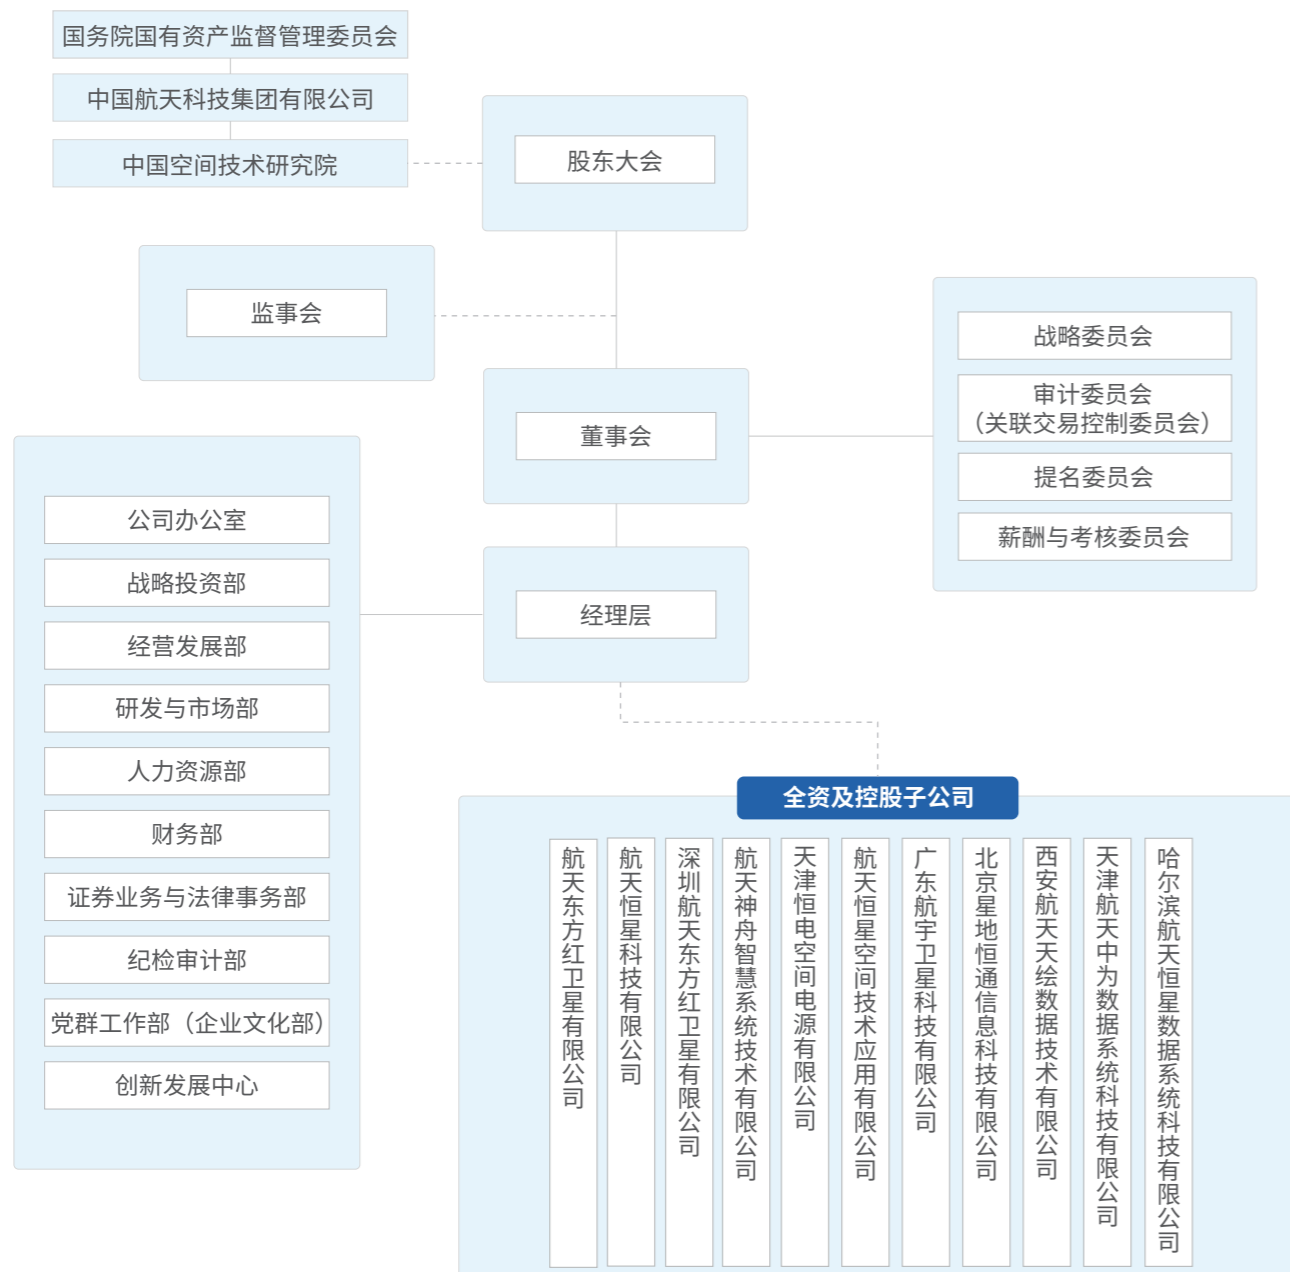 国务院国有资产监督管理委员会
中国航天科技集团有限公司
中国空间技术研究院
股东大会
监事会
董事会
战略委员会
审计委员会
（关联交易控制委员会）
提名委员会
薪酬与考核委员会
经理层
公司办公室
战略投资部
经营发展部
研发与市场部
人力资源部
财务部
证券业务与法律事务部
纪检审计部
党群工作部（企业文化部）
创新发展中心
全资及控股子公司
航天东方红卫星有限公司
航天恒星科技有限公司
深圳航天东方红卫星有限公司
航天神舟智慧系统技术有限公司
天津恒电空间电源有限公司
航天恒星空间技术应用有限公司
广东航宇卫星科技有限公司
北京星地恒通信息科技有限公司
西安航天天绘数据技术有限公司
天津航天中为数据系统科技有限公司
哈尔滨航天恒星数据系统科技有限公司